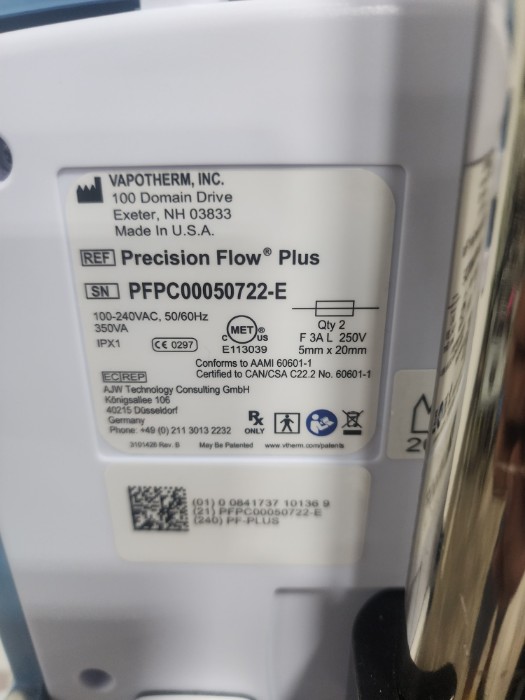 VAPOTHERM, INC.
100 Domain Drive
Exeter, NH 03833
Made In U.S.A.
REF Precision Flow® Plus
SN PFPC00050722-E
100-240VAC, 50/60Hz
350VA
IPX1
CE 0297
c MET ® US
E113039
Qty 2
F 3A L 250V
5mm x 20mm
Conforms to AAMI 60601-1
Certified to CAN/CSA C22.2 No. 60601-1
EC REP
AJW Technology Consulting GmbH
Königsallee 106
40215 Düsseldorf
Germany
Phone: +49 (0) 211 3013 2232
Rx ONLY
3101428 Rev. B May Be Patented www.vtherm.com/patents
(01) 0 0841737 10136 9
(21) PFPC00050722-E
(240) PF-PLUS